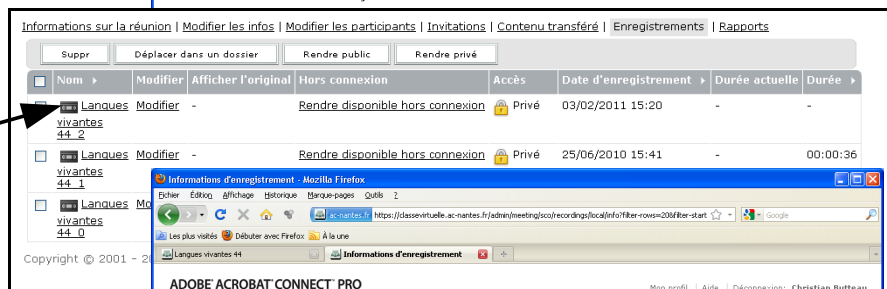 Informations sur la réunion | Modifier les infos | Modifier les participants | Invitations | Contenu transféré | Enregistrements | Rapports
Suppr Déplacer dans un dossier Rendre public Rendre privé
Nom Modifier Afficher l'original Hors connexion Accès Date d'enregistrement Durée actuelle Durée
Langues Modifier - Rendre disponible hors connexion Privé 03/02/2011 15:20 - -
vivantes
44_2
Langues Modifier - Rendre disponible hors connexion Privé 25/06/2010 15:41 - 00:00:36
vivantes
44_1
Informations d'enregistrement - Mozilla Firefox
Fichier Édition Affichage Historique Marque-pages Outils ?
Langues Mo
vivantes
44_0
ac-nantes.fr https://classevirtuelle.ac-nantes.fr/admin/meeting/sco/recordings/local/info?filter-rows=20&filter-start Google
Les plus visités Débuter avec Firefox À la une
Copyright © 2001 - 20
Langues vivantes 44 Informations d'enregistrement
ADOBE® ACROBAT® CONNECT™ PRO
Mon profil | Aide | Déconnexion: Christian Butteau